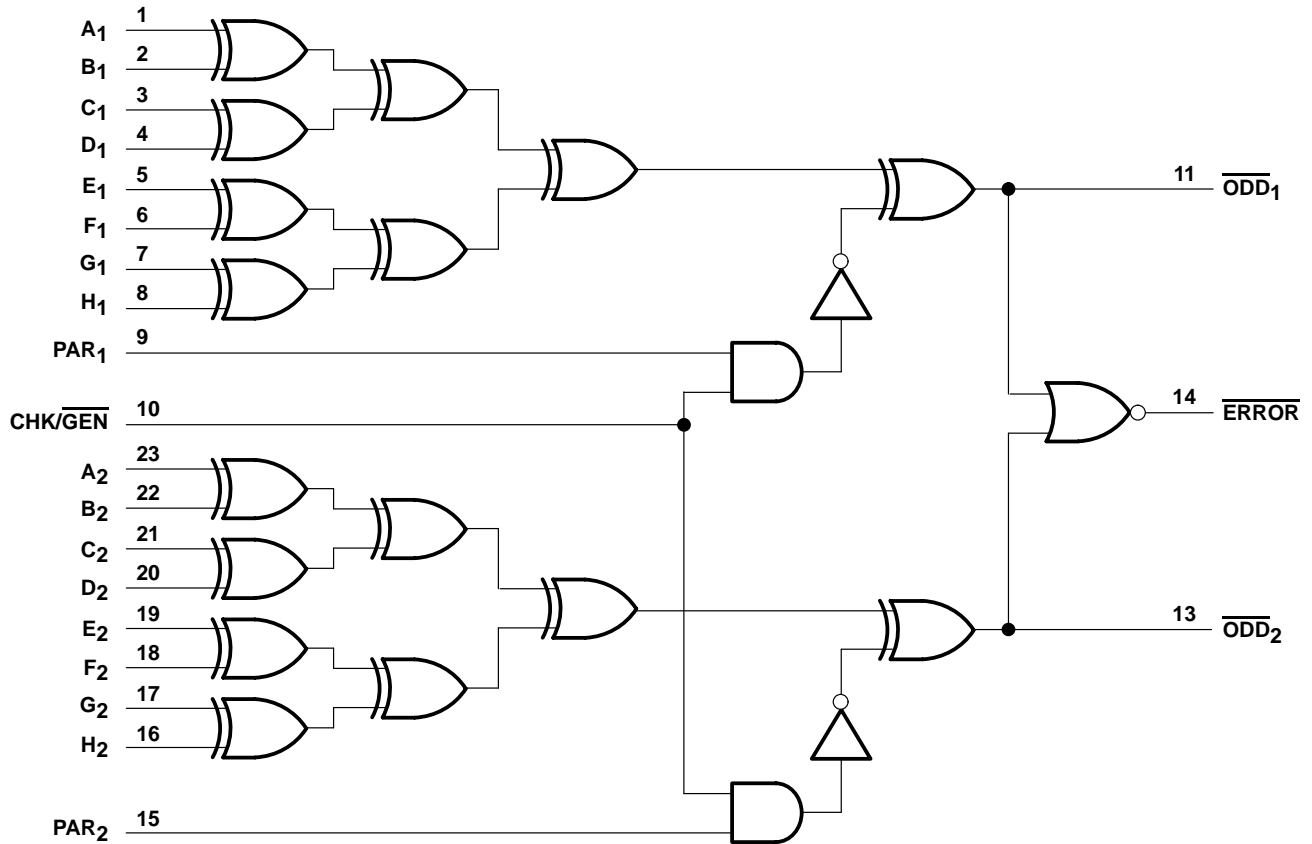 A1 1
B1 2
C1 3
D1 4
E1 5
F1 6
G1 7
H1 8
PAR1 9
CHK/GEN 10
A2 23
B2 22
C2 21
D2 20
E2 19
F2 18
G2 17
H2 16
PAR2 15
11 ODD1
14 ERROR
13 ODD2